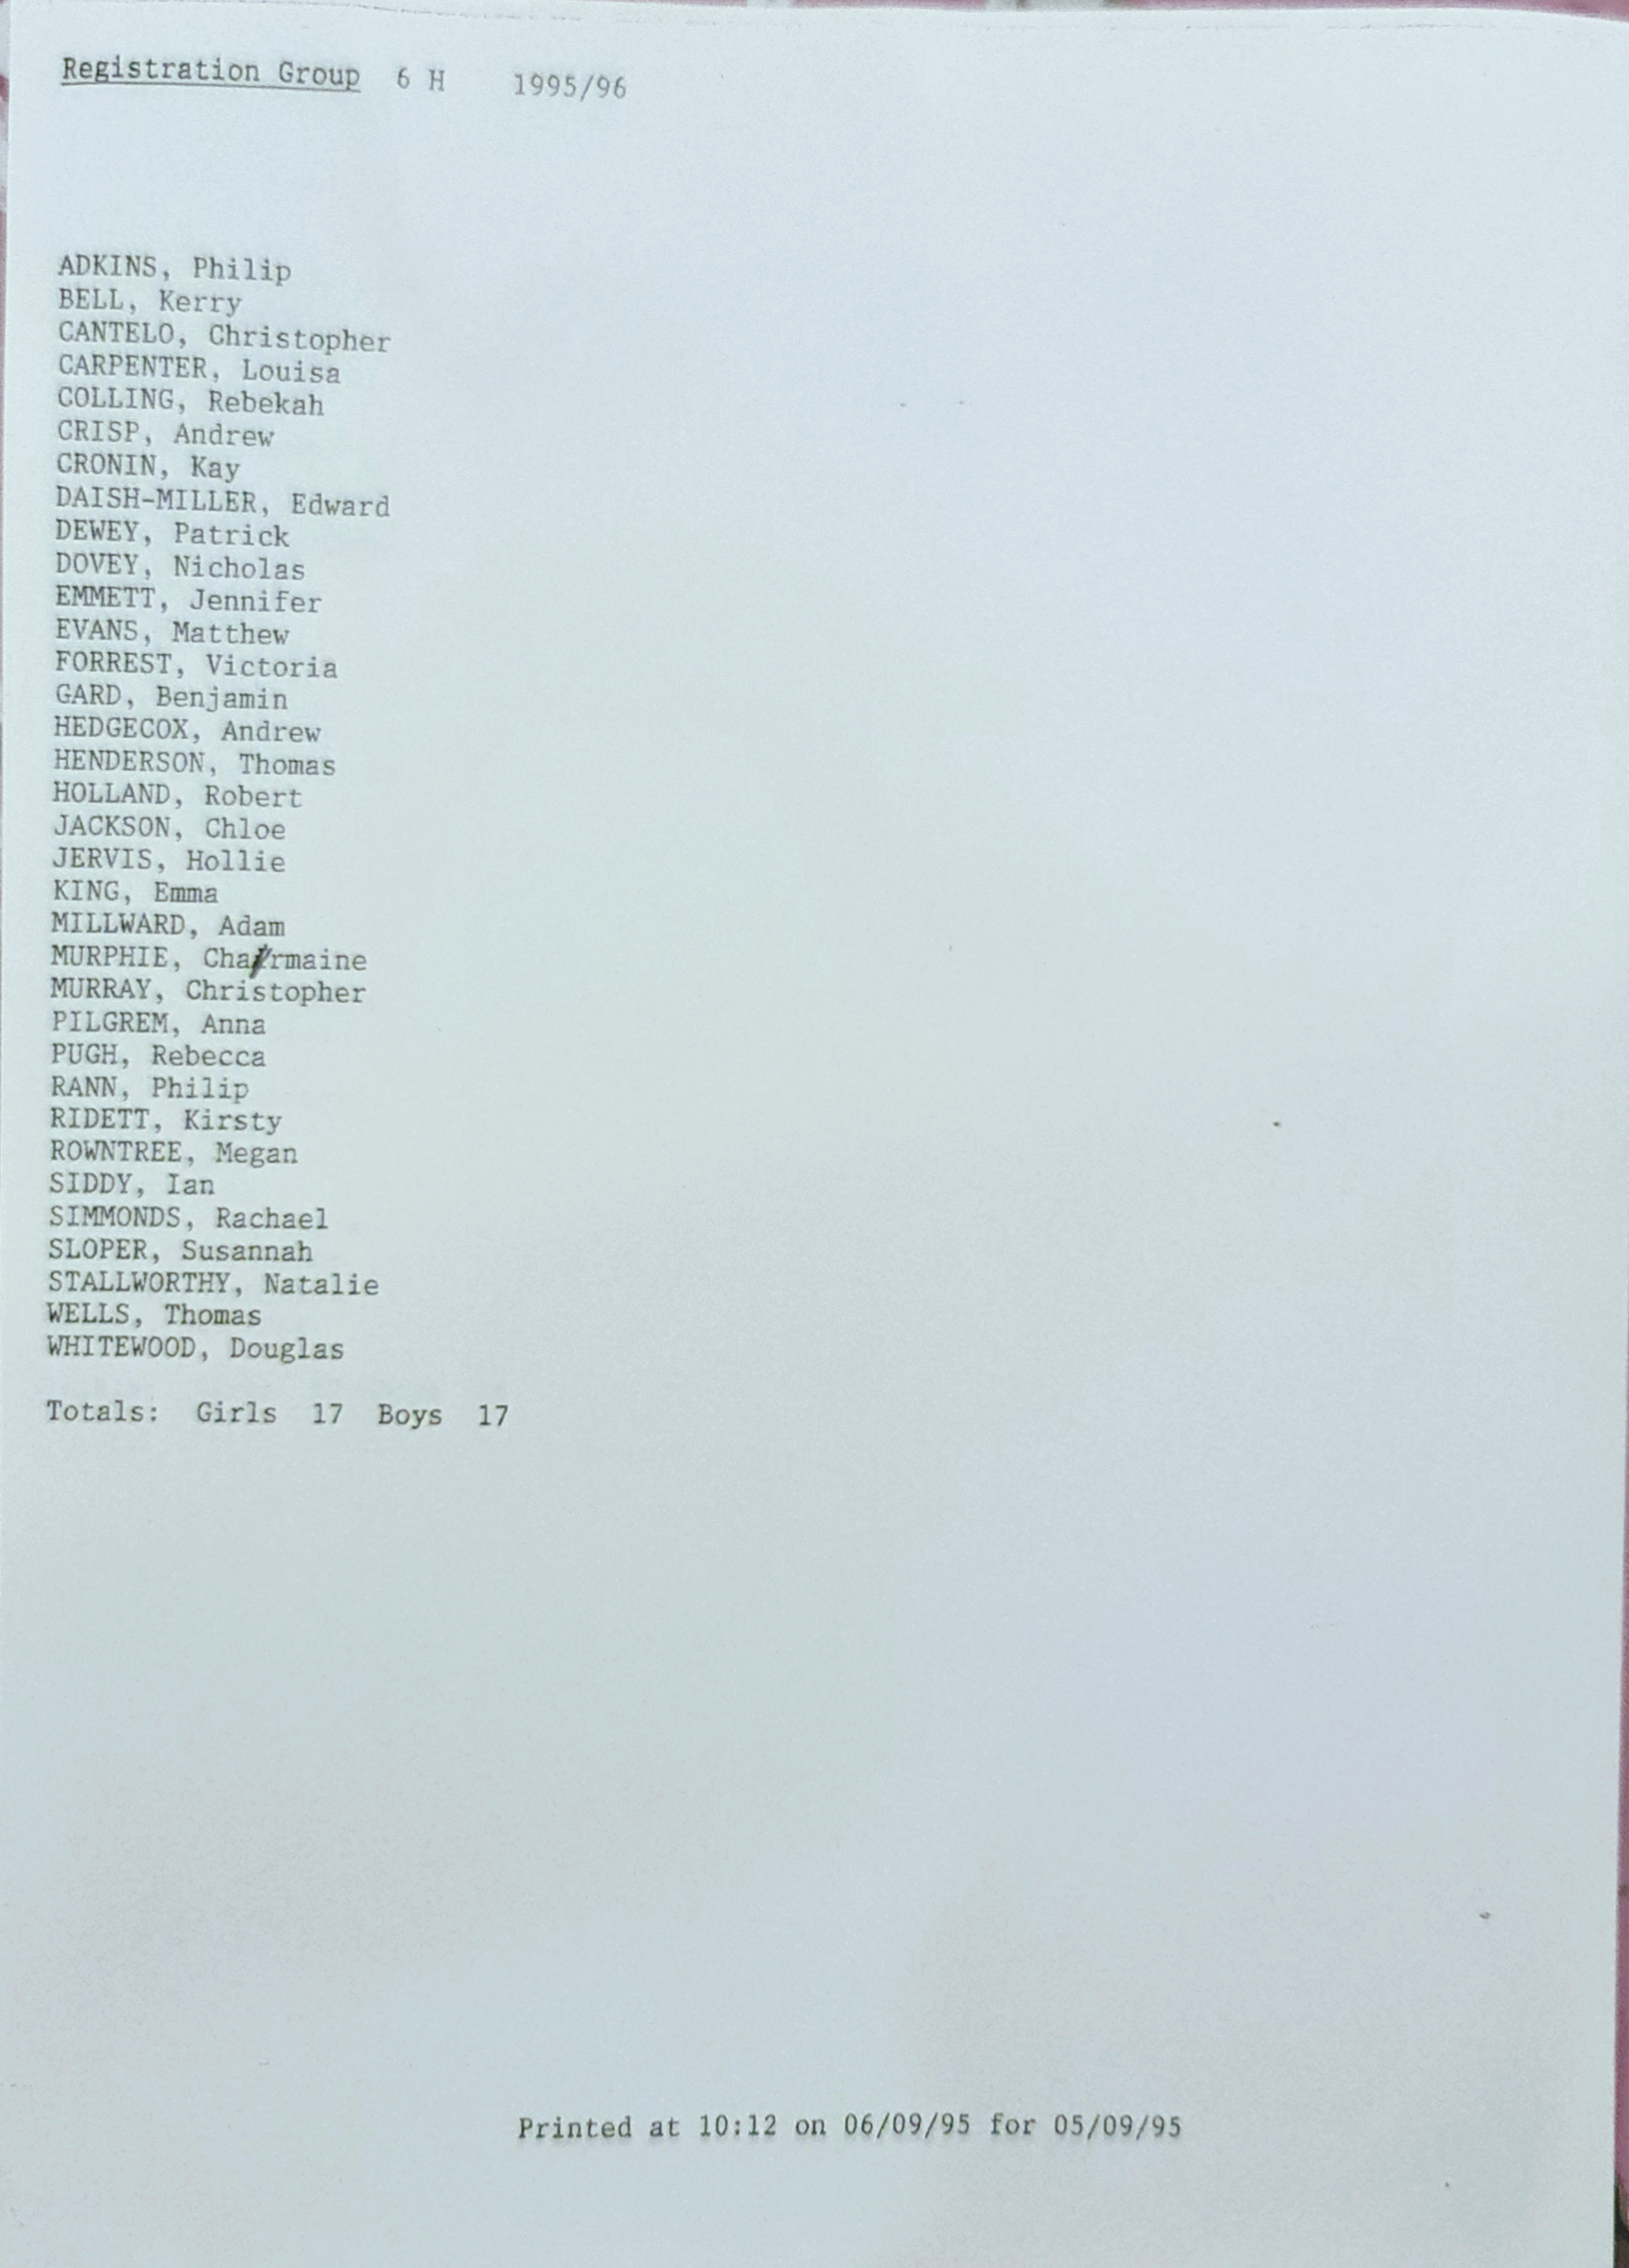 Registration Group 6 H 1995/96
ADKINS, Philip
BELL, Kerry
CANTELO, Christopher
CARPENTER, Louisa
COLLING, Rebekah
CRISP, Andrew
CRONIN, Kay
DAISH-MILLER, Edward
DEWEY, Patrick
DOVEY, Nicholas
EMMETT, Jennifer
EVANS, Matthew
FORREST, Victoria
GARD, Benjamin
HEDGECOX, Andrew
HENDERSON, Thomas
HOLLAND, Robert
JACKSON, Chloe
JERVIS, Hollie
KING, Emma
MILLWARD, Adam
MURPHIE, Charmaine
MURRAY, Christopher
PILGREM, Anna
PUGH, Rebecca
RANN, Philip
RIDETT, Kirsty
ROWNTREE, Megan
SIDDY, Ian
SIMMONDS, Rachael
SLOPER, Susannah
STALLWORTHY, Natalie
WELLS, Thomas
WHITEWOOD, Douglas
Totals: Girls 17 Boys 17
Printed at 10:12 on 06/09/95 for 05/09/95